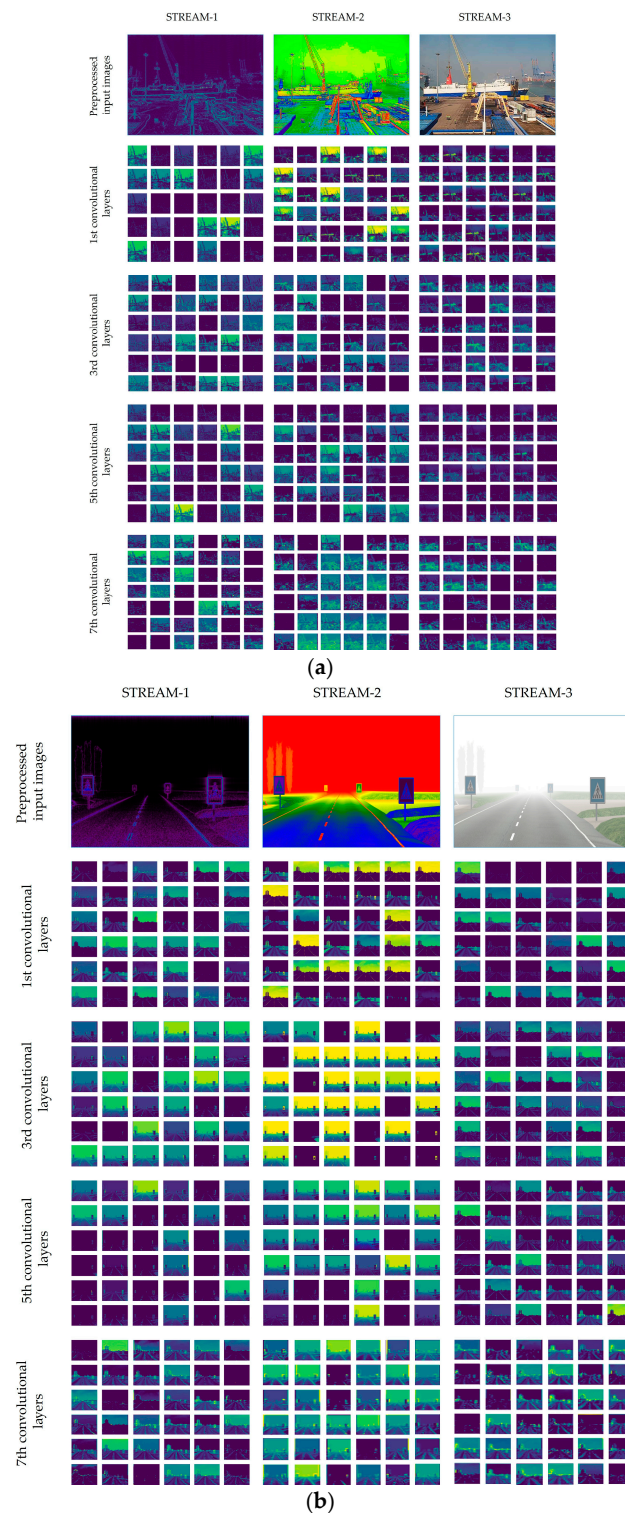 STREAM-1 STREAM-2 STREAM-3
Preprocessed
input images
1st convolutional
layers
3rd convolutional
layers
5th convolutional
layers
7th convolutional
layers
(a)
STREAM-1 STREAM-2 STREAM-3
Preprocessed
input images
1st convolutional
layers
3rd convolutional
layers
5th convolutional
layers
7th convolutional
layers
(b)